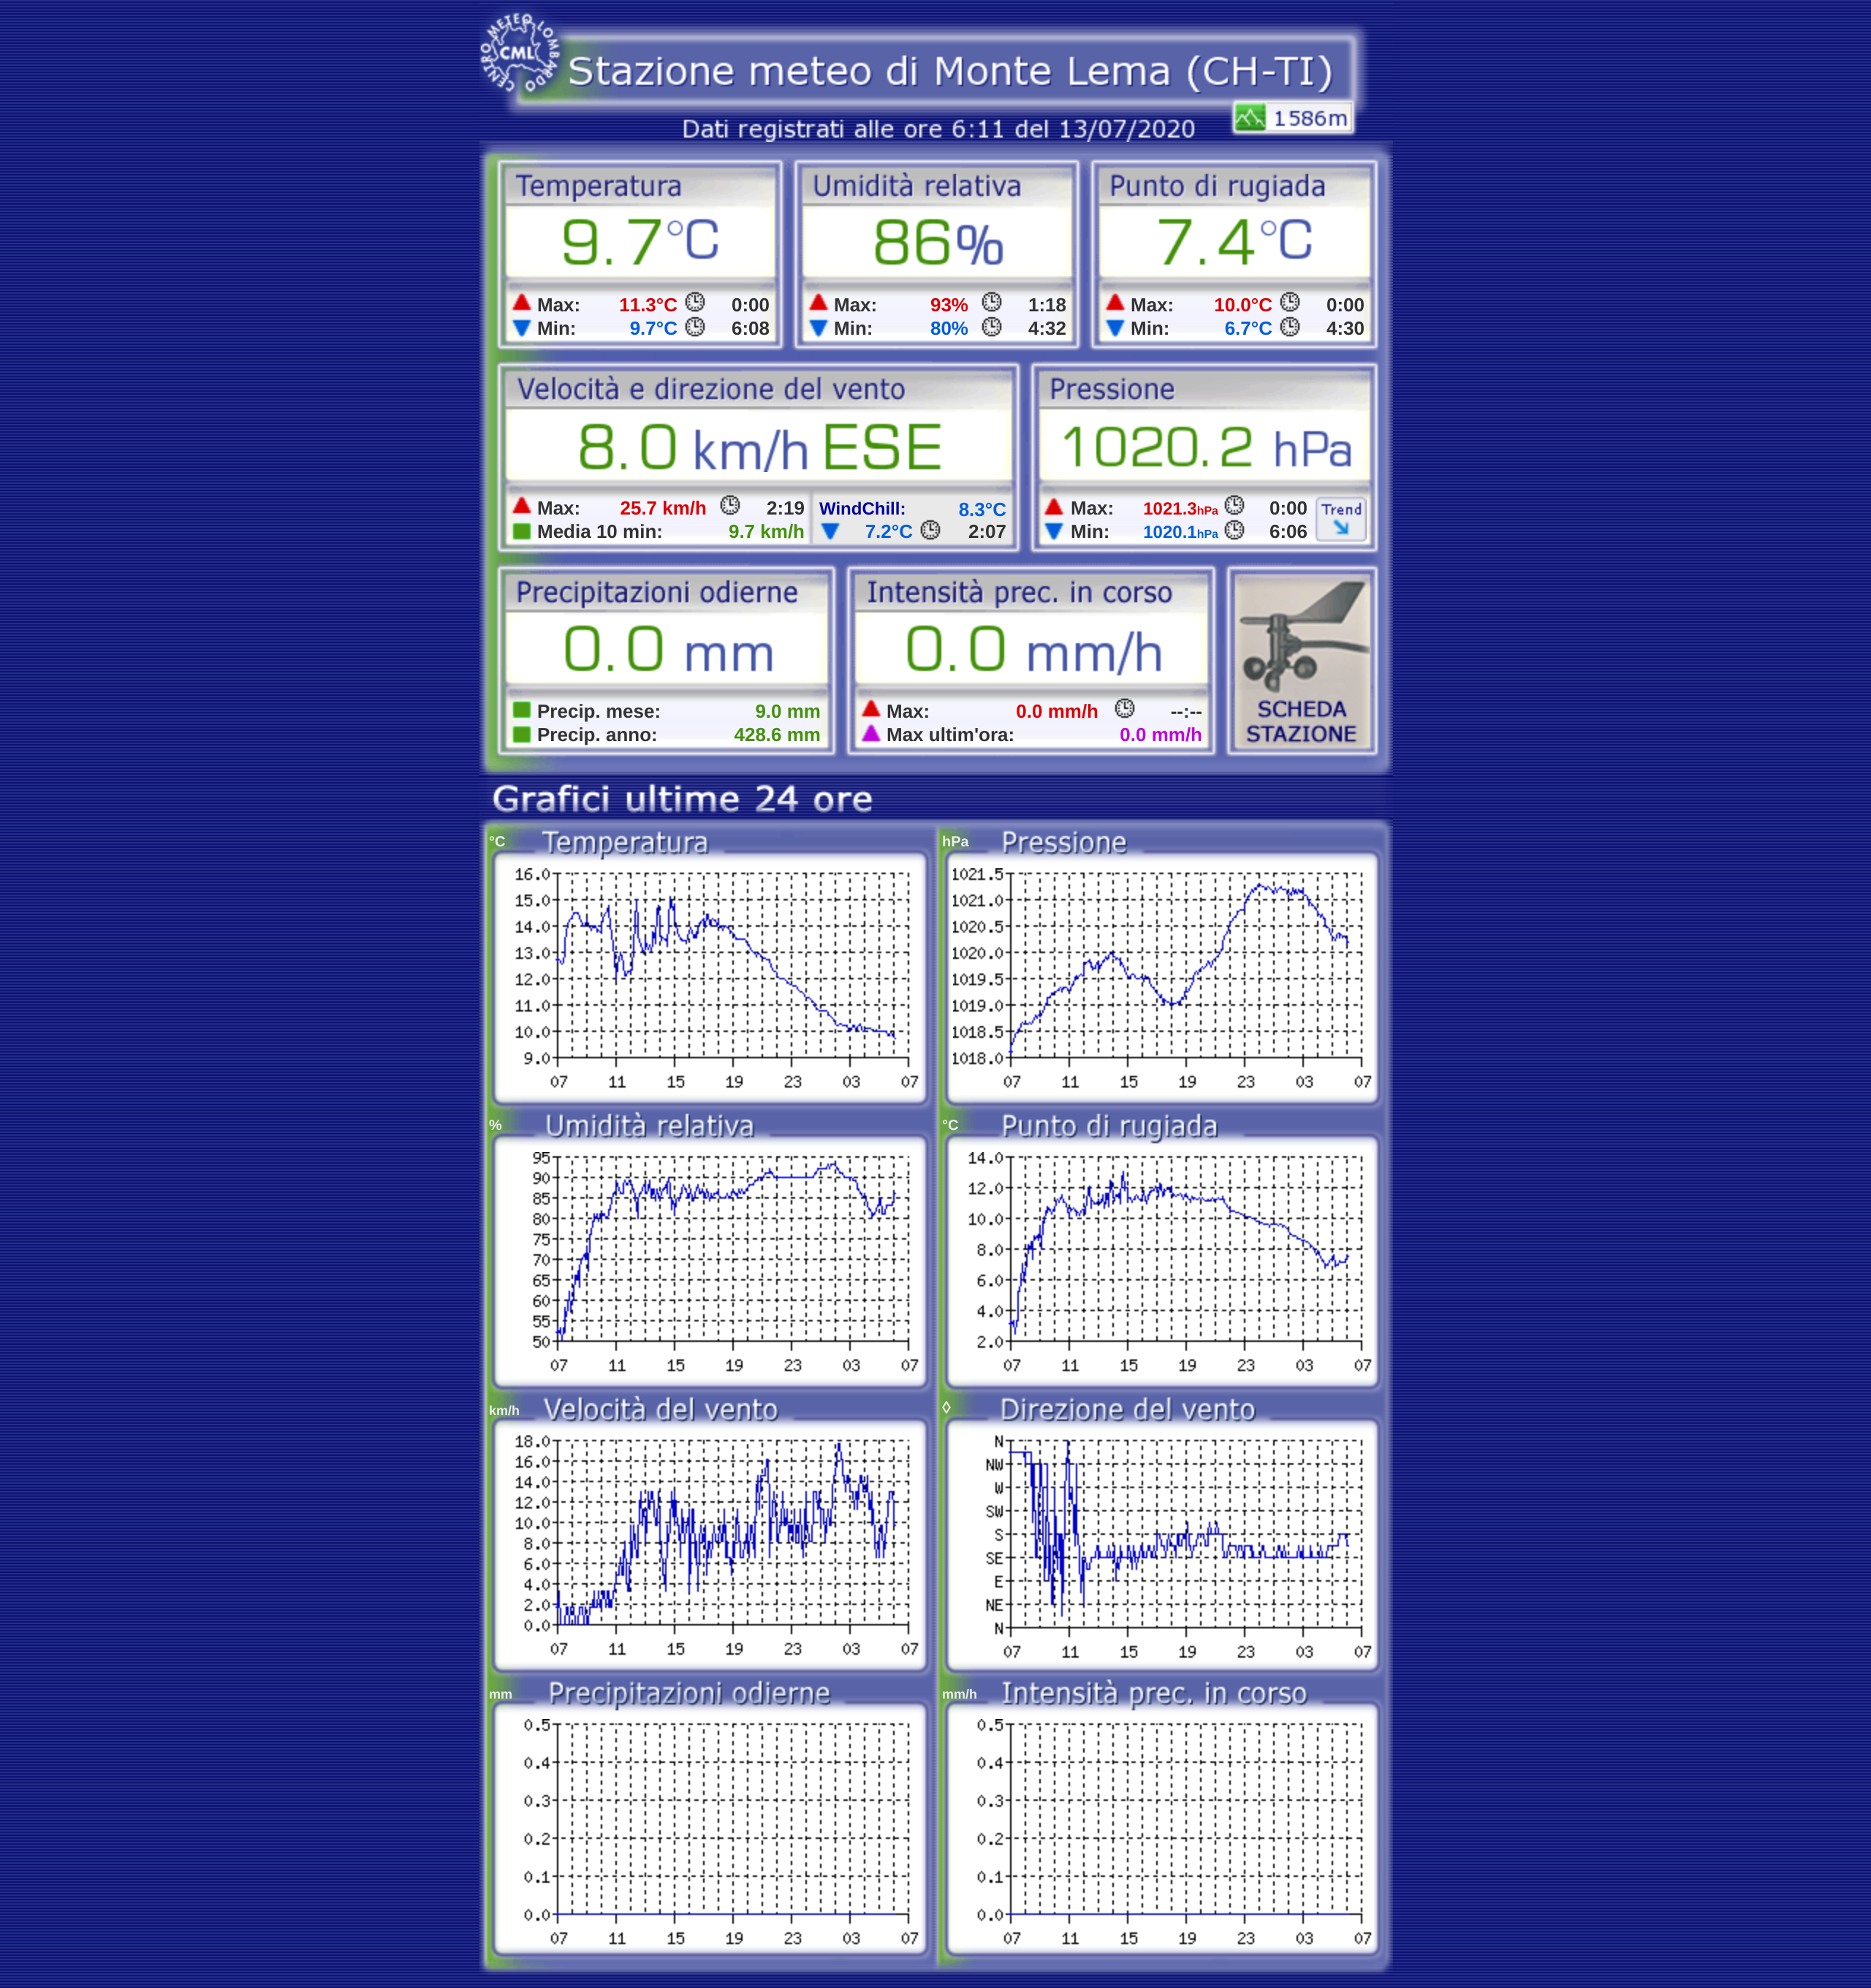 CENTRO METEO LOMBARDO
CML
Stazione meteo di Monte Lema (CH-TI)
1586m
Dati registrati alle ore 6:11 del 13/07/2020
Temperatura
9.7°C
Max: 11.3°C 0:00
Min: 9.7°C 6:08
Umidità relativa
86%
Max: 93% 1:18
Min: 80% 4:32
Punto di rugiada
7.4°C
Max: 10.0°C 0:00
Min: 6.7°C 4:30
Velocità e direzione del vento
8.0 km/h ESE
Max: 25.7 km/h 2:19
Media 10 min: 9.7 km/h
WindChill: 8.3°C
7.2°C 2:07
Pressione
1020.2 hPa
Max: 1021.3hPa 0:00
Min: 1020.1hPa 6:06
Trend
Precipitazioni odierne
0.0 mm
Precip. mese: 9.0 mm
Precip. anno: 428.6 mm
Intensità prec. in corso
0.0 mm/h
Max: 0.0 mm/h --:--
Max ultim'ora: 0.0 mm/h
SCHEDA
STAZIONE
Grafici ultime 24 ore
°C Temperatura
16.0
15.0
14.0
13.0
12.0
11.0
10.0
9.0
07 11 15 19 23 03 07
hPa Pressione
1021.5
1021.0
1020.5
1020.0
1019.5
1019.0
1018.5
1018.0
07 11 15 19 23 03 07
% Umidità relativa
95
90
85
80
75
70
65
60
55
50
07 11 15 19 23 03 07
°C Punto di rugiada
14.0
12.0
10.0
8.0
6.0
4.0
2.0
07 11 15 19 23 03 07
km/h Velocità del vento
18.0
16.0
14.0
12.0
10.0
8.0
6.0
4.0
2.0
0.0
07 11 15 19 23 03 07
◊ Direzione del vento
N
NW
W
SW
S
SE
E
NE
N
07 11 15 19 23 03 07
mm Precipitazioni odierne
0.5
0.4
0.3
0.2
0.1
0.0
07 11 15 19 23 03 07
mm/h Intensità prec. in corso
0.5
0.4
0.3
0.2
0.1
0.0
07 11 15 19 23 03 07